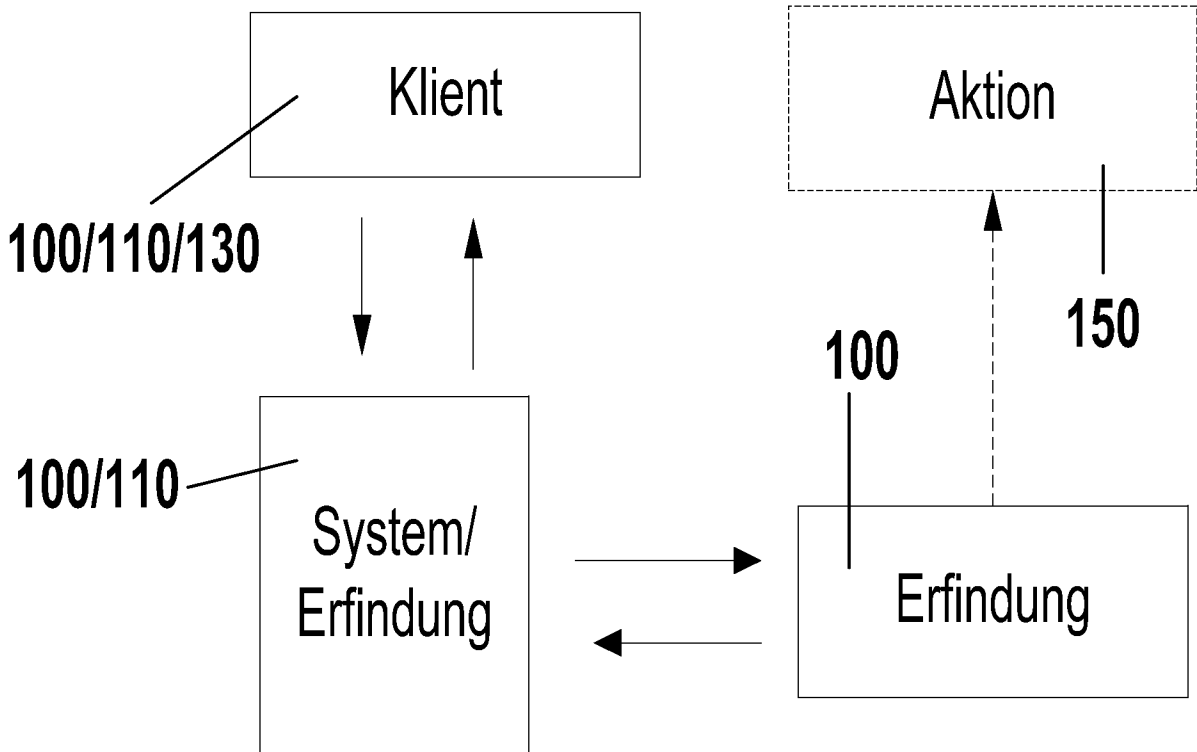 Klient
Aktion
100/110/130
150
100
100/110
System/
Erfindung
Erfindung